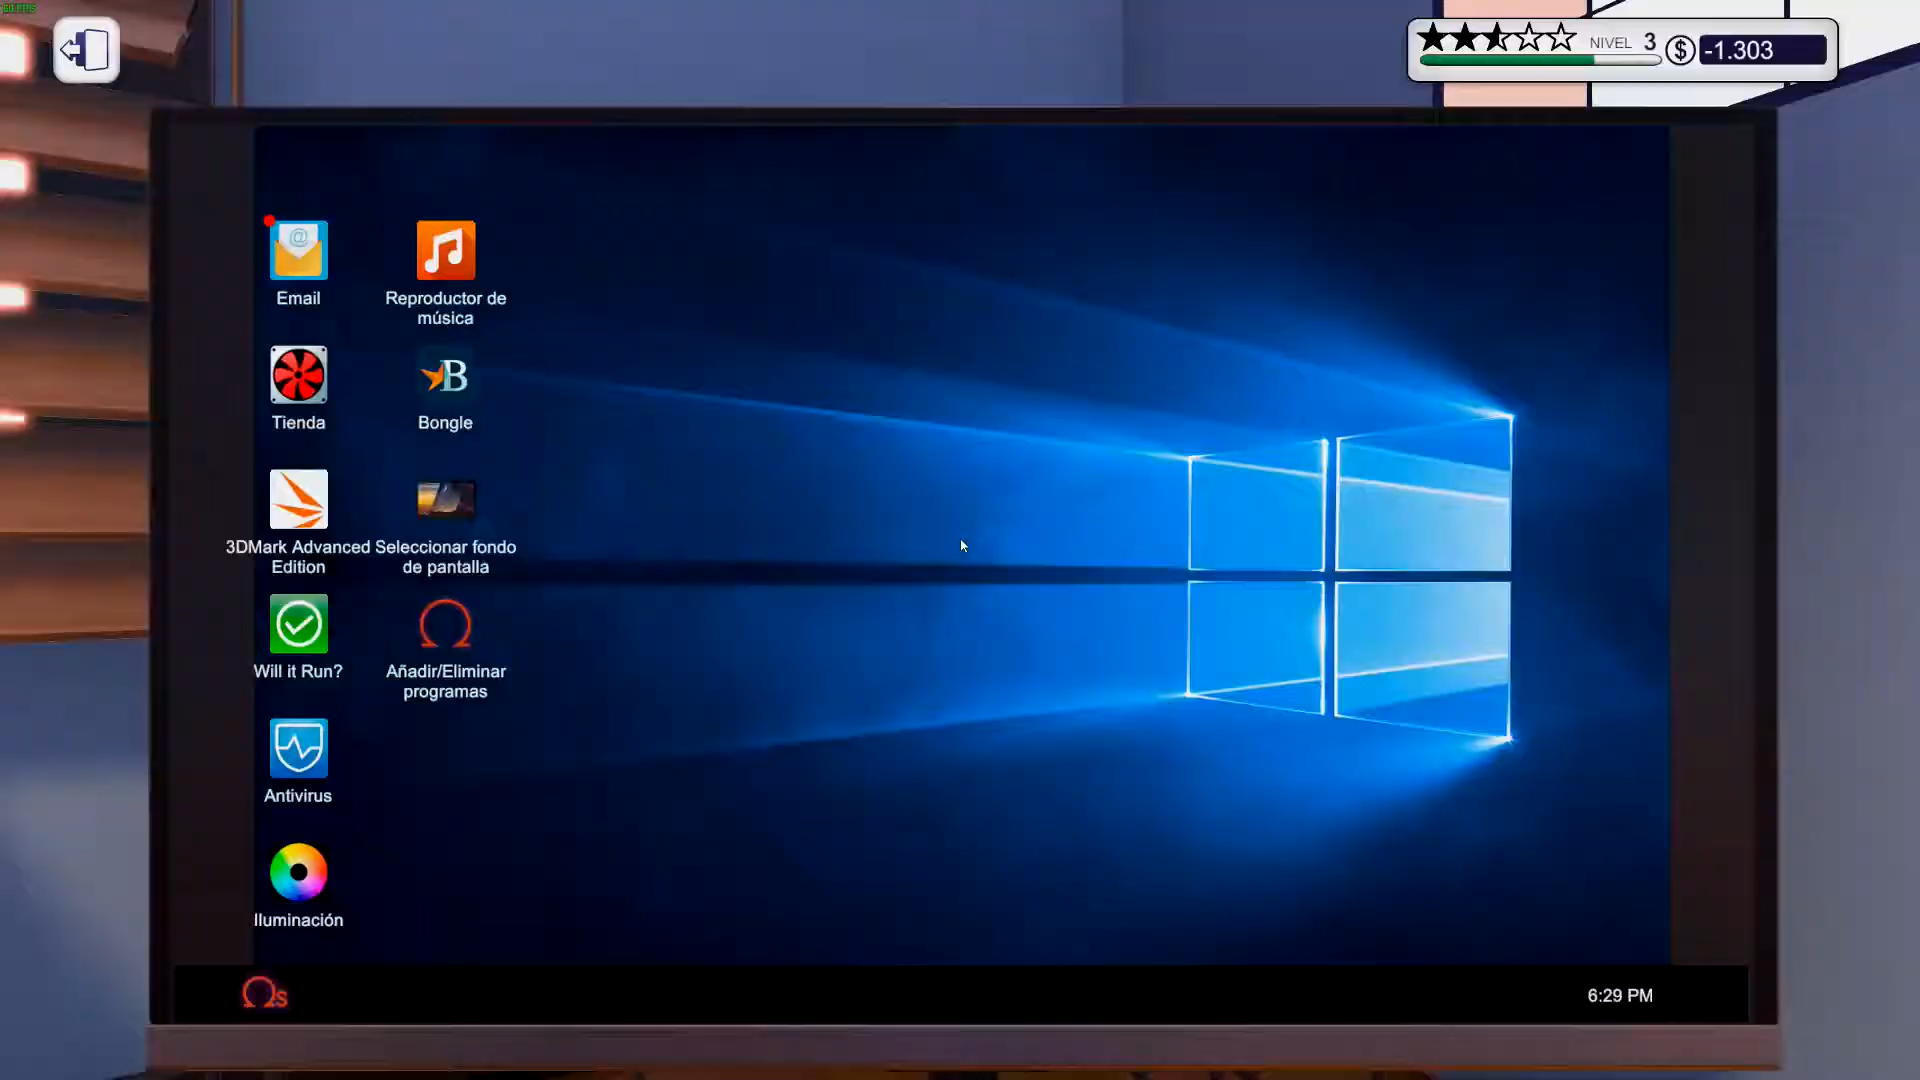 NIVEL 3 $ -1.303
Email
Reproductor de
música
Tienda
B
Bongle
3DMark Advanced
Edition
Seleccionar fondo
de pantalla
Will it Run?
Añadir/Eliminar
programas
Antivirus
Iluminación
Ωs
6:29 PM